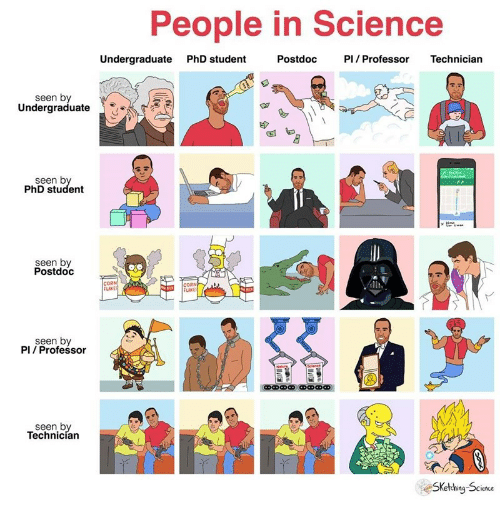 People in Science
Undergraduate PhD student Postdoc PI / Professor Technician
seen by
Undergraduate
seen by
PhD student
seen by
Postdoc
CORN
FLAKES
CORN
FLAKES
seen by
PI / Professor
seen by
Technician
Sketching-Science